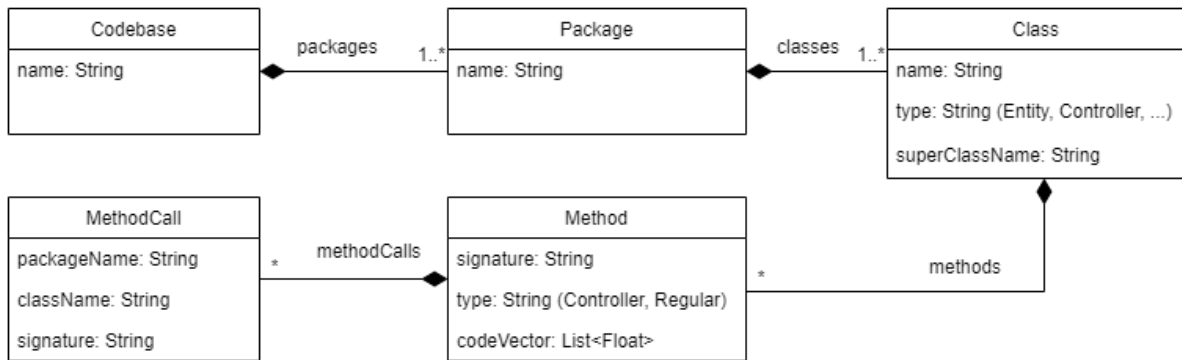 Codebase
name: String
packages
1..*
Package
name: String
classes
1..*
Class
name: String
type: String (Entity, Controller, ...)
superClassName: String
MethodCall
packageName: String
className: String
signature: String
*
methodCalls
Method
signature: String
type: String (Controller, Regular)
codeVector: List<Float>
*
methods